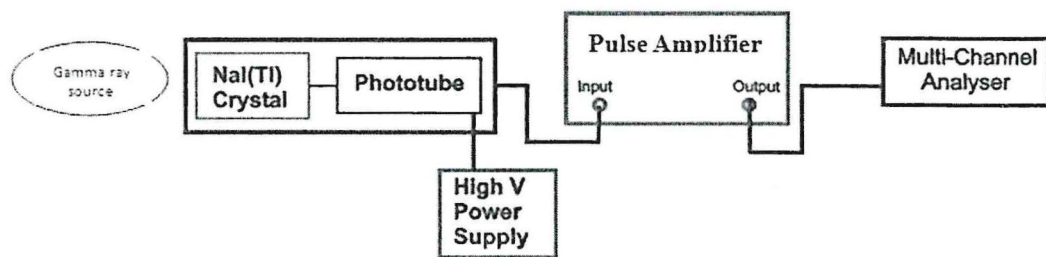 Gamma ray
source
NaI(Tl)
Crystal
Phototube
High V
Power
Supply
Pulse Amplifier
Input
Output
Multi-Channel
Analyser